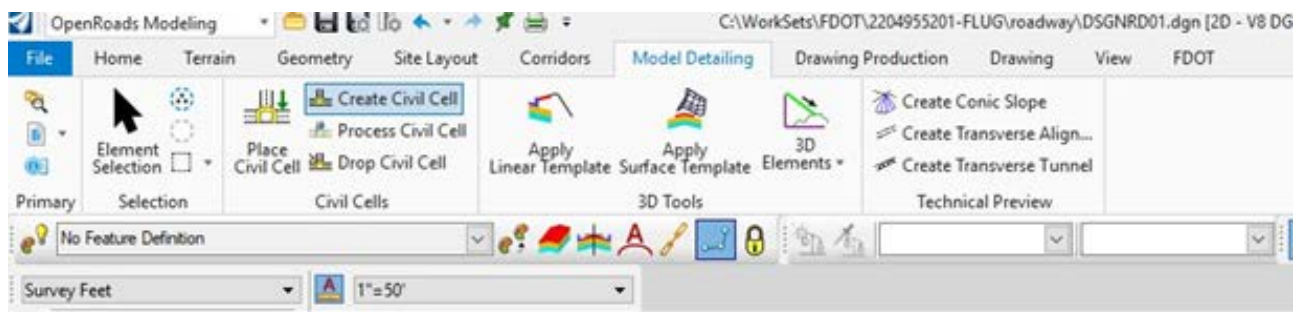 OpenRoads Modeling C:\WorkSets\FDOT\2204955201-FLUG\roadway\DSGNRD01.dgn [2D - V8 DG
File Home Terrain Geometry Site Layout Corridors Model Detailing Drawing Production Drawing View FDOT
Element Selection
Place Civil Cell
Create Civil Cell
Process Civil Cell
Drop Civil Cell
Apply Linear Template
Apply Surface Template
3D Elements
Create Conic Slope
Create Transverse Align...
Create Transverse Tunnel
Primary Selection Civil Cells 3D Tools Technical Preview
No Feature Definition
Survey Feet A 1"=50'